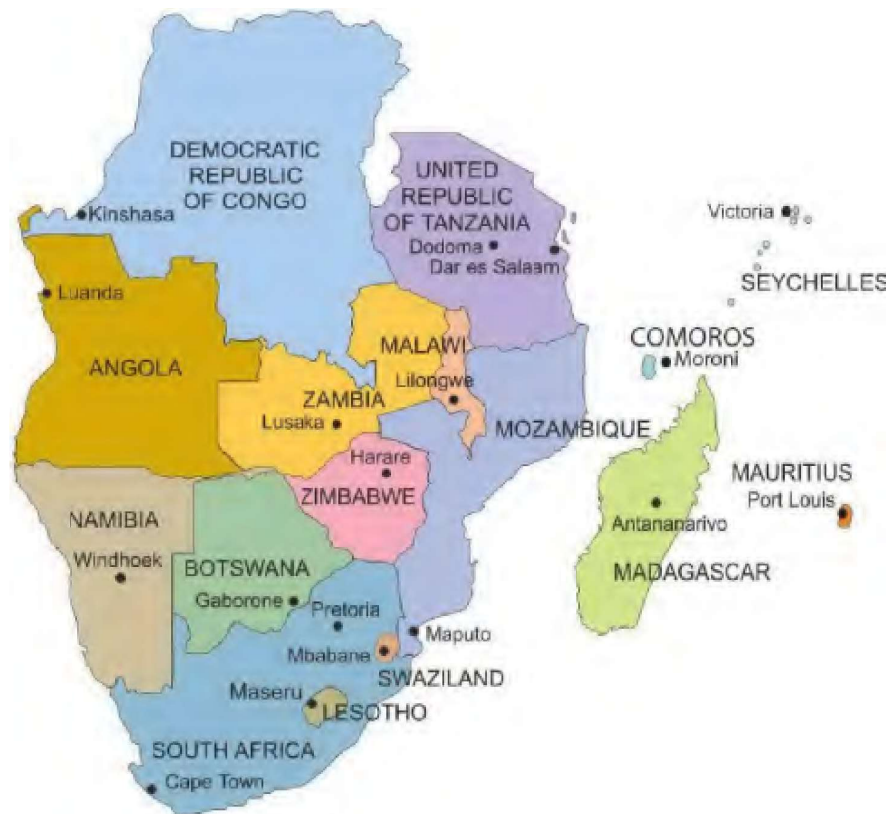 DEMOCRATIC
REPUBLIC
OF CONGO
Kinshasa
UNITED
REPUBLIC
OF TANZANIA
Dodoma
Dar es Salaam
Victoria
SEYCHELLES
Luanda
ANGOLA
MALAWI
Lilongwe
COMOROS
Moroni
ZAMBIA
Lusaka
MOZAMBIQUE
Harare
ZIMBABWE
MAURITIUS
Port Louis
Antananarivo
MADAGASCAR
NAMIBIA
Windhoek
BOTSWANA
Gaborone
Pretoria
Maputo
Mbabane
SWAZILAND
Maseru
LESOTHO
SOUTH AFRICA
Cape Town